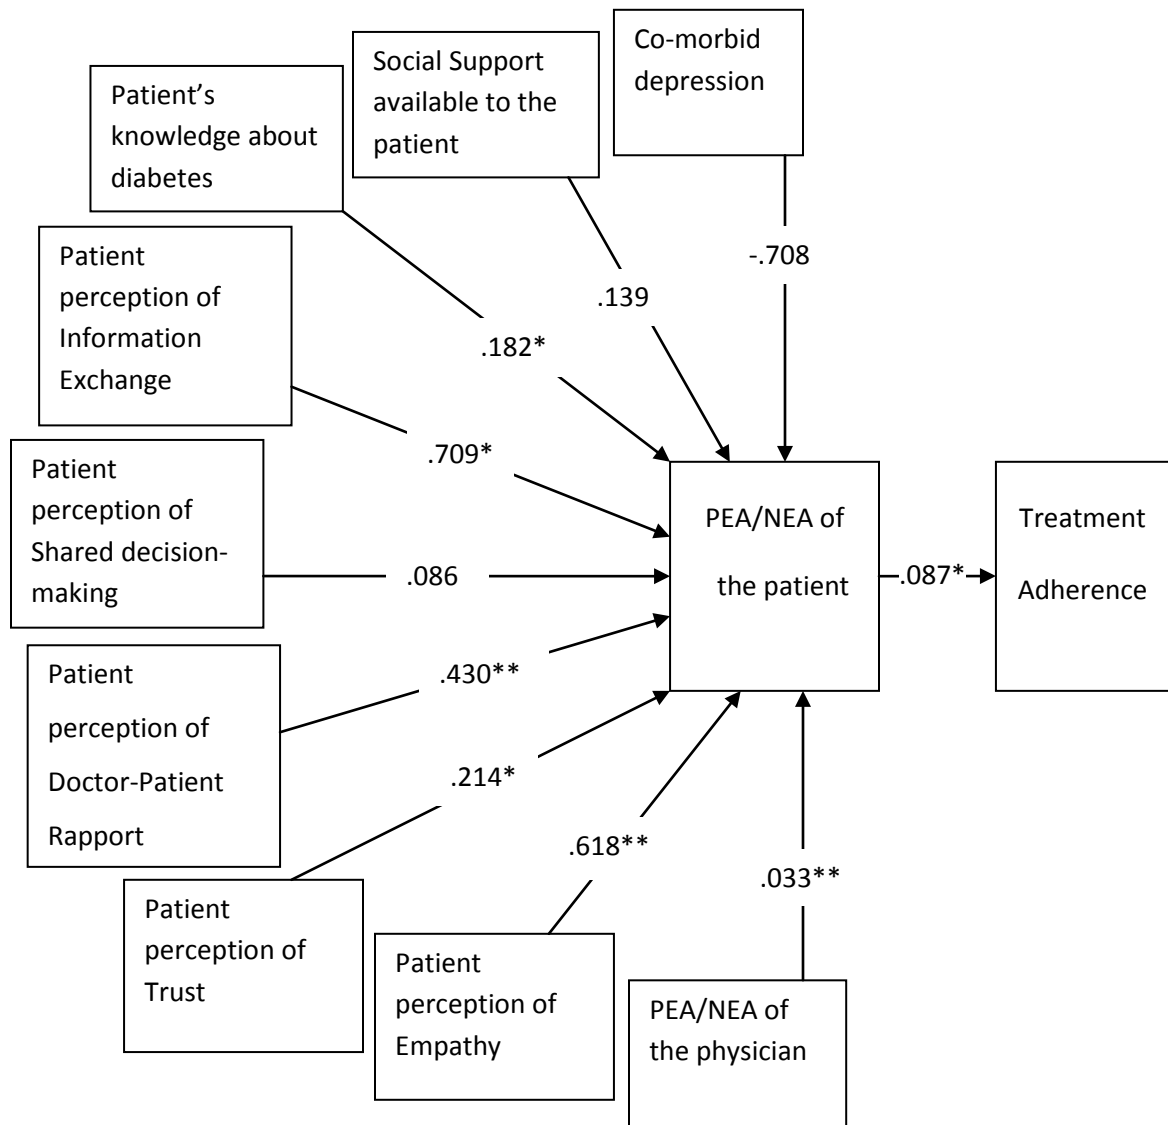 Co-morbid
depression
Social Support
available to the
patient
Patient’s
knowledge about
diabetes
Patient
perception of
Information
Exchange
-.708
.139
.182*
.709*
Patient
perception of
Shared decision-
making
.086
PEA/NEA of
the patient
.087*
Treatment
Adherence
Patient
perception of
Doctor-Patient
Rapport
.430**
.214*
.618**
.033**
Patient
perception of
Trust
Patient
perception of
Empathy
PEA/NEA of
the physician